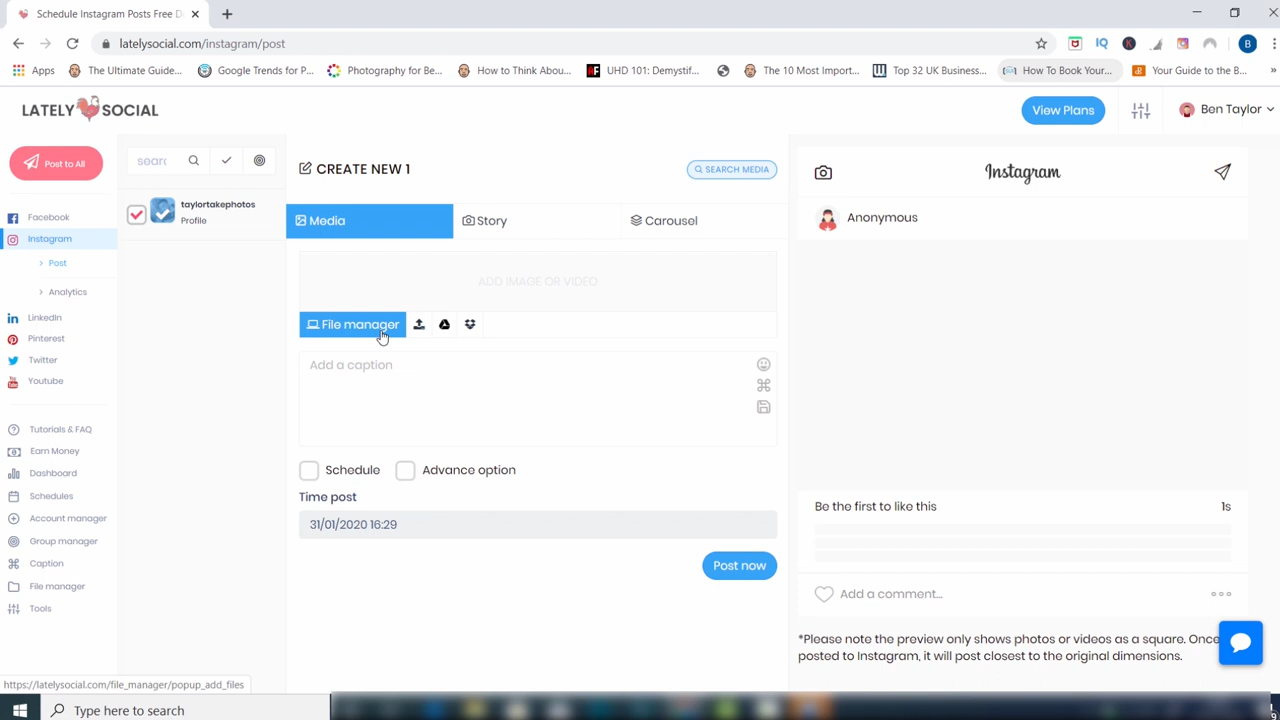 Schedule Instagram Posts Free D
latelysocial.com/instagram/post
B
Apps
The Ultimate Guide...
Google Trends for P...
Photography for Be...
How to Think Abou...
UHD 101: Demystif...
The 10 Most Import...
Top 32 UK Business...
How To Book Your...
Your Guide to the B...
LATELY SOCIAL
View Plans
Ben Taylor
Post to All
Facebook
Instagram
Post
Analytics
LinkedIn
Pinterest
Twitter
Youtube
Tutorials & FAQ
Earn Money
Dashboard
Schedules
Account manager
Group manager
Caption
File manager
Tools
taylortakephotos
Profile
CREATE NEW 1
SEARCH MEDIA
Media
Story
Carousel
ADD IMAGE OR VIDEO
File manager
Add a caption
Schedule
Advance option
Time post
31/01/2020 16:29
Post now
Instagram
Anonymous
Be the first to like this
1s
Add a comment...
*Please note the preview only shows photos or videos as a square. Once
posted to Instagram, it will post closest to the original dimensions.
https://latelysocial.com/file_manager/popup_add_files
Type here to search